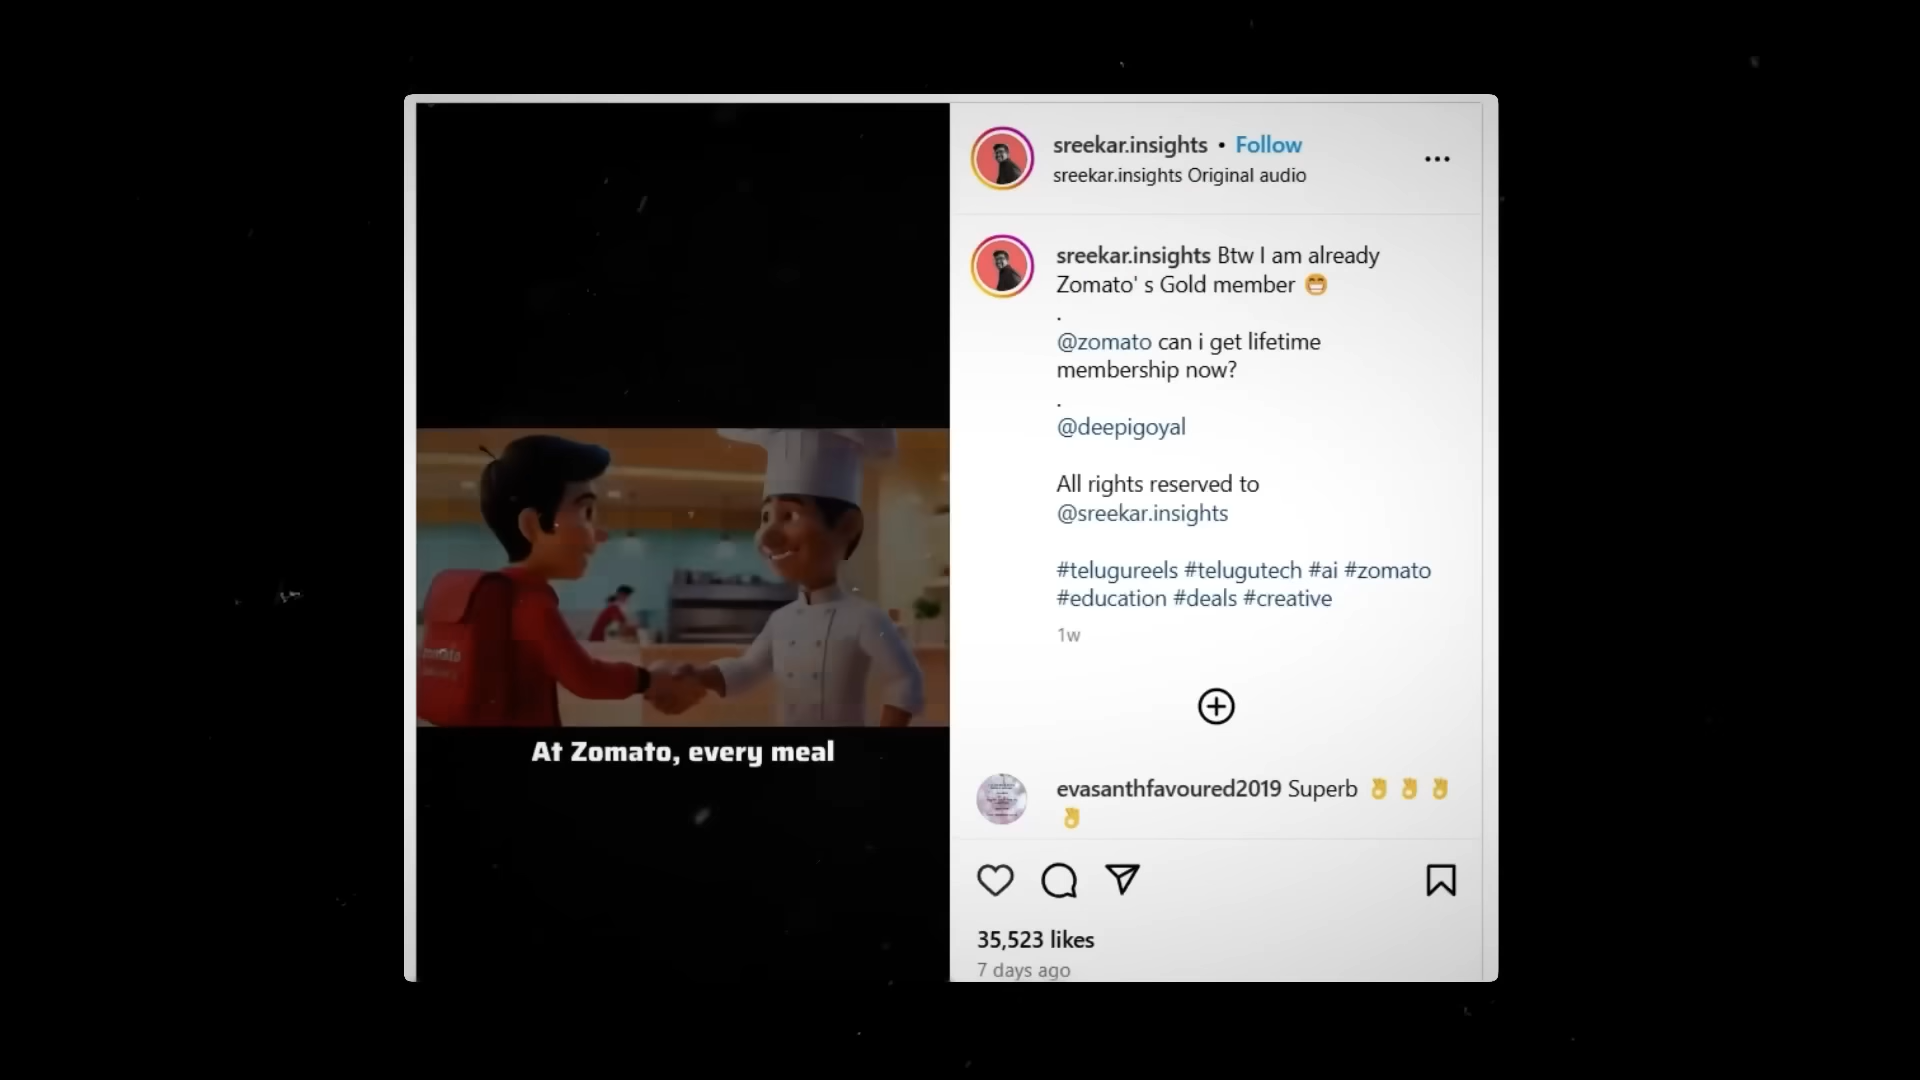 sreekar.insights • Follow
sreekar.insights Original audio
sreekar.insights Btw I am already
Zomato' s Gold member 😁
.
@zomato can i get lifetime
membership now?
.
@deepigoyal
All rights reserved to
@sreekar.insights
#telugureels #telugutech #ai #zomato
#education #deals #creative
1w
evasanthfavoured2019 Superb 👌👌👌
👌
35,523 likes
7 days ago
zomato
At Zomato, every meal